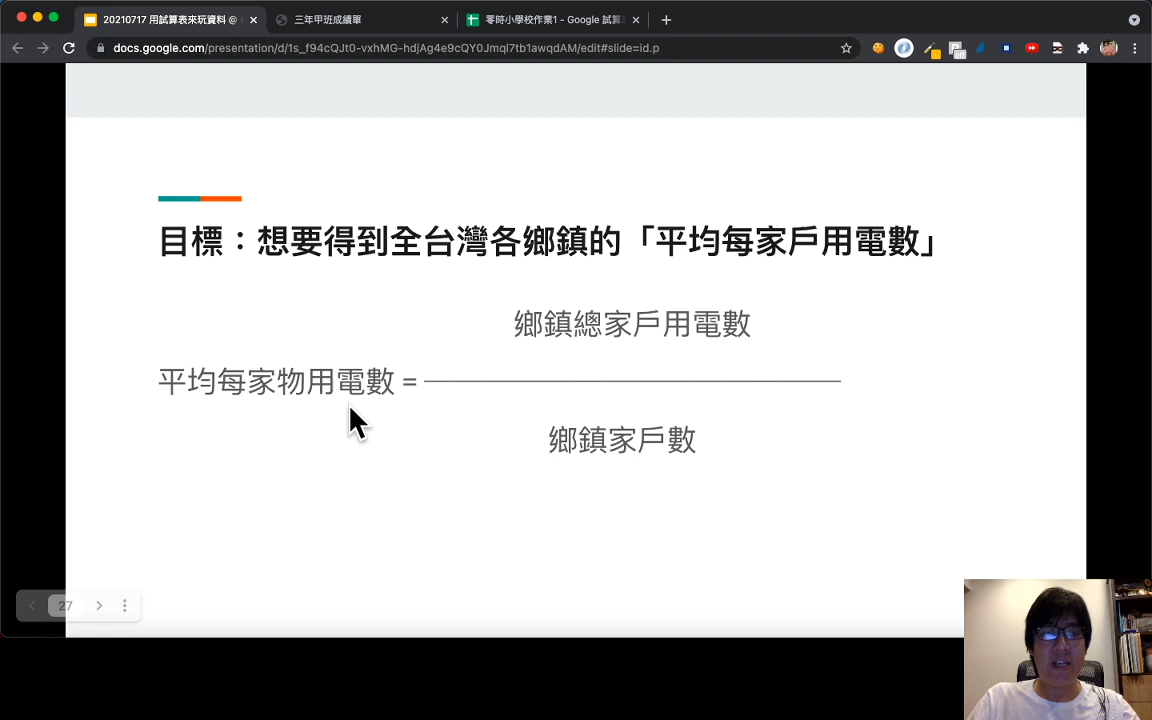 20210717 用試算表來玩資料 @
三年甲班成績單
零時小學校作業1 - Google 試算
docs.google.com/presentation/d/1s_f94cQJt0-vxhMG-hdjAg4e9cQY0Jmql7tb1awqdAM/edit#slide=id.p
目標：想要得到全台灣各鄉鎮的「平均每家戶用電數」
鄉鎮總家戶用電數
平均每家物用電數 =
鄉鎮家戶數
27